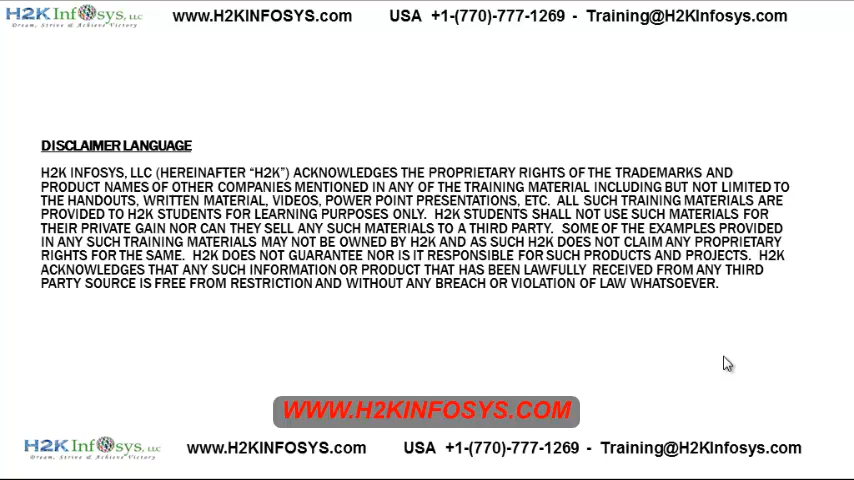 H2K Infosys, LLC www.H2KINFOSYS.com USA +1-(770)-777-1269 - Training@H2KInfosys.com
Dream, Strive & Achieve Victory
DISCLAIMER LANGUAGE
H2K INFOSYS, LLC (HEREINAFTER “H2K”) ACKNOWLEDGES THE PROPRIETARY RIGHTS OF THE TRADEMARKS AND
PRODUCT NAMES OF OTHER COMPANIES MENTIONED IN ANY OF THE TRAINING MATERIAL INCLUDING BUT NOT LIMITED TO
THE HANDOUTS, WRITTEN MATERIAL, VIDEOS, POWER POINT PRESENTATIONS, ETC. ALL SUCH TRAINING MATERIALS ARE
PROVIDED TO H2K STUDENTS FOR LEARNING PURPOSES ONLY. H2K STUDENTS SHALL NOT USE SUCH MATERIALS FOR
THEIR PRIVATE GAIN NOR CAN THEY SELL ANY SUCH MATERIALS TO A THIRD PARTY. SOME OF THE EXAMPLES PROVIDED
IN ANY SUCH TRAINING MATERIALS MAY NOT BE OWNED BY H2K AND AS SUCH H2K DOES NOT CLAIM ANY PROPRIETARY
RIGHTS FOR THE SAME. H2K DOES NOT GUARANTEE NOR IS IT RESPONSIBLE FOR SUCH PRODUCTS AND PROJECTS. H2K
ACKNOWLEDGES THAT ANY SUCH INFORMATION OR PRODUCT THAT HAS BEEN LAWFULLY RECEIVED FROM ANY THIRD
PARTY SOURCE IS FREE FROM RESTRICTION AND WITHOUT ANY BREACH OR VIOLATION OF LAW WHATSOEVER.
WWW.H2KINFOSYS.COM
H2K Infosys, LLC www.H2KINFOSYS.com USA +1-(770)-777-1269 - Training@H2KInfosys.com
Dream, Strive & Achieve Victory